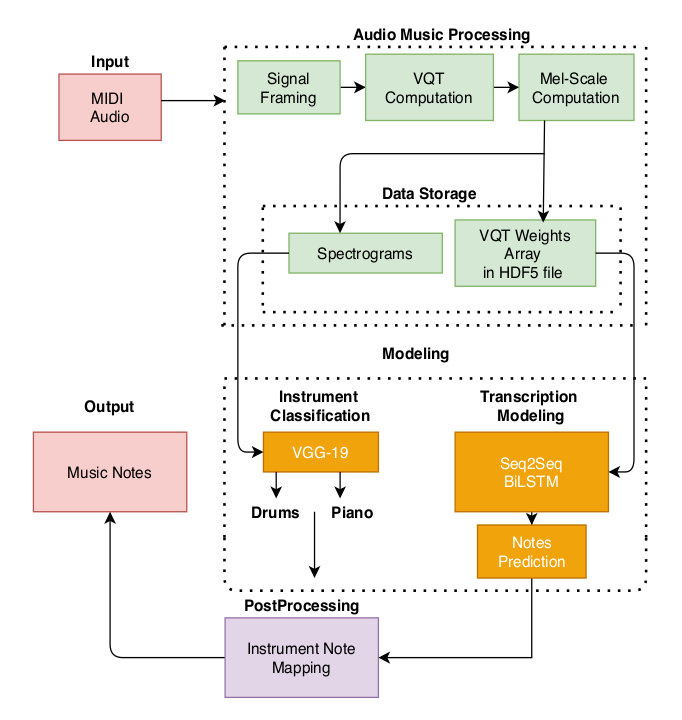 Audio Music Processing
Input
MIDI
Audio
Signal
Framing
VQT
Computation
Mel-Scale
Computation
Data Storage
Spectrograms
VQT Weights
Array
in HDF5 file
Modeling
Output
Music Notes
Instrument
Classification
VGG-19
Drums
Piano
Transcription
Modeling
Seq2Seq
BiLSTM
Notes
Prediction
PostProcessing
Instrument Note
Mapping